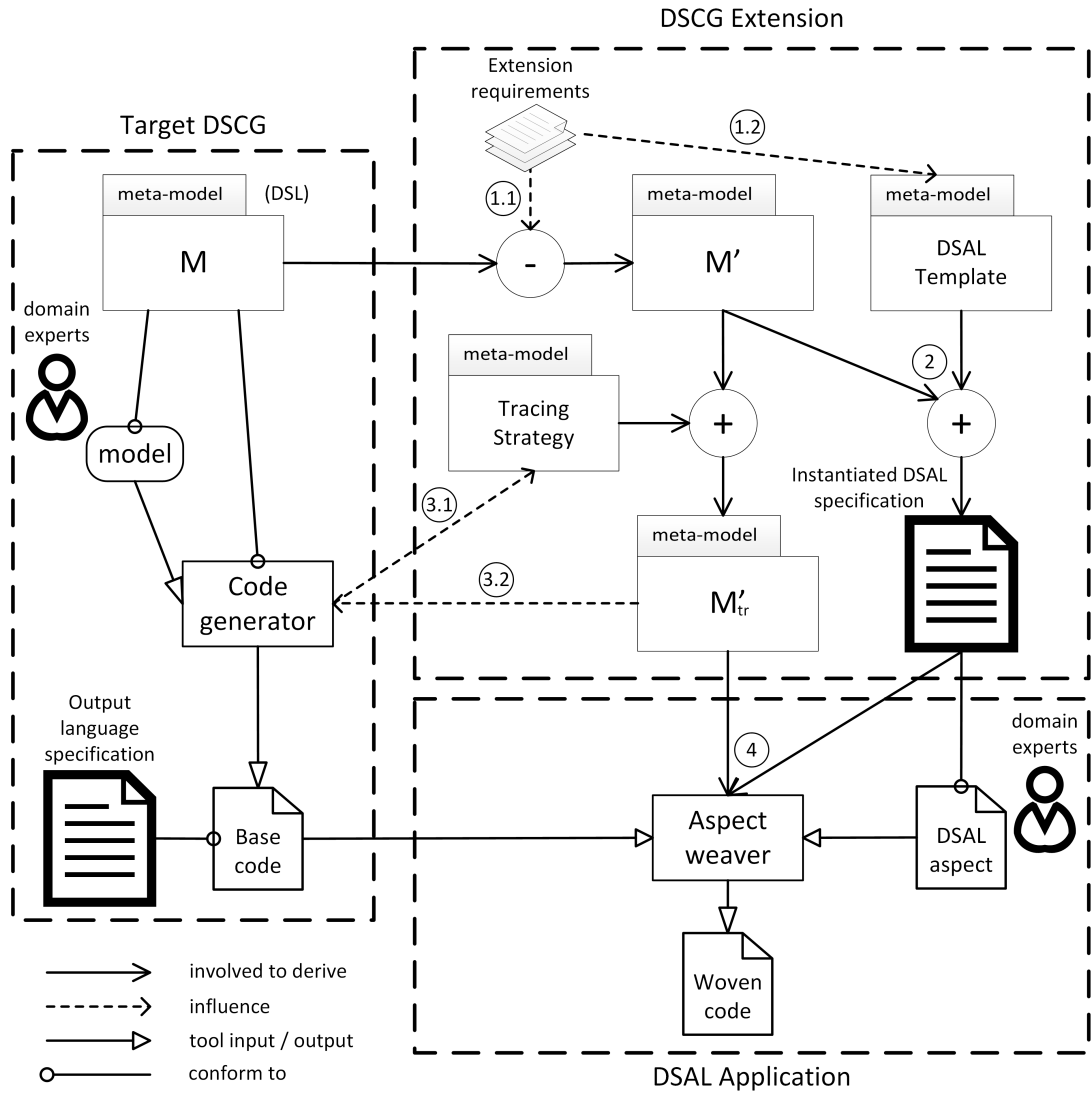 DSCG Extension
Extension
requirements
1.2
1.1
Target DSCG
meta-model
(DSL)
M
-
meta-model
M'
meta-model
DSAL
Template
domain
experts
model
meta-model
Tracing
Strategy
+
2
+
Instantiated DSAL
specification
3.1
3.2
Code
generator
meta-model
M'tr
Output
language
specification
Base
code
4
Aspect
weaver
DSAL
aspect
domain
experts
Woven
code
involved to derive
influence
tool input / output
conform to
DSAL Application